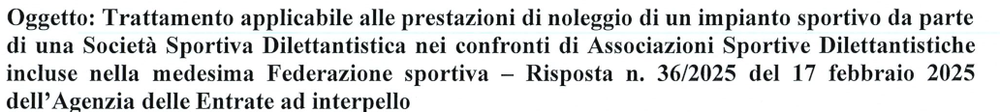 Oggetto: Trattamento applicabile alle prestazioni di noleggio di un impianto sportivo da parte
di una Società Sportiva Dilettantistica nei confronti di Associazioni Sportive Dilettantistiche
incluse nella medesima Federazione sportiva – Risposta n. 36/2025 del 17 febbraio 2025
dell'Agenzia delle Entrate ad interpello